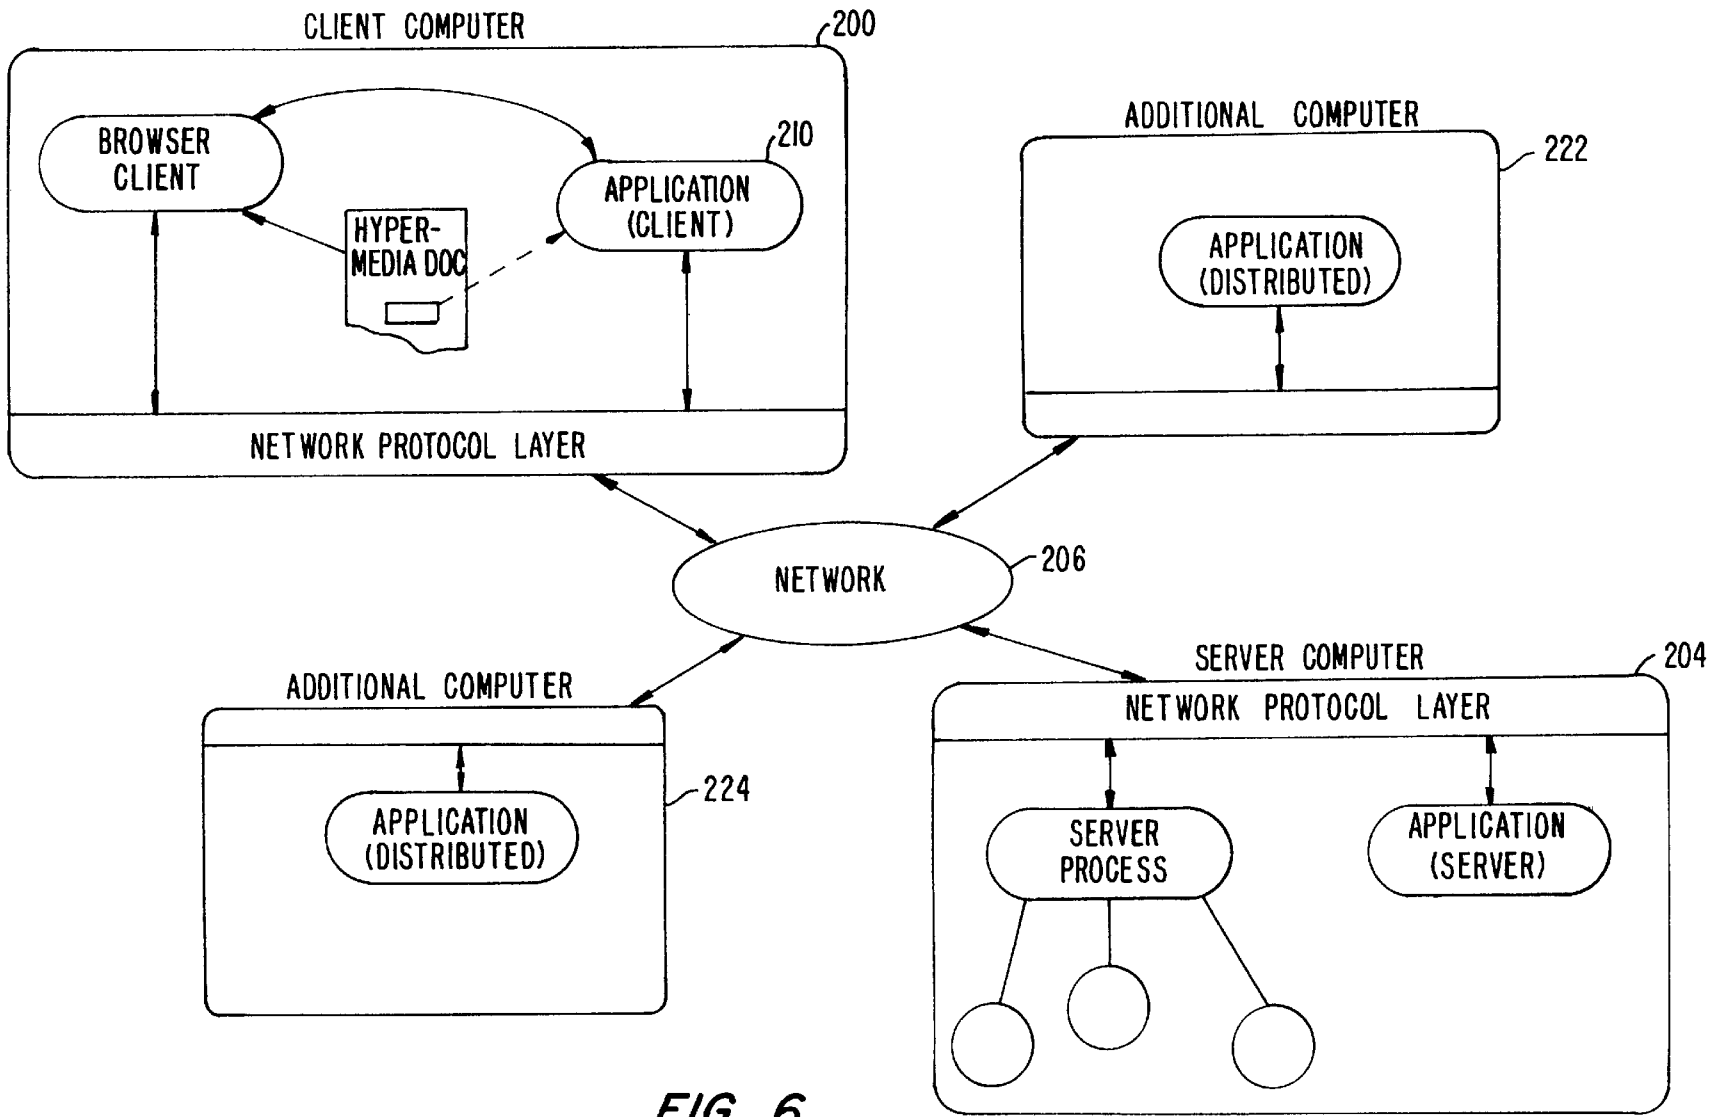 CLIENT COMPUTER
200
BROWSER
CLIENT
210
APPLICATION
(CLIENT)
HYPER-
MEDIA DOC
NETWORK PROTOCOL LAYER
ADDITIONAL COMPUTER
222
APPLICATION
(DISTRIBUTED)
NETWORK
206
ADDITIONAL COMPUTER
224
APPLICATION
(DISTRIBUTED)
SERVER COMPUTER
204
NETWORK PROTOCOL LAYER
SERVER
PROCESS
APPLICATION
(SERVER)
FIG. 6